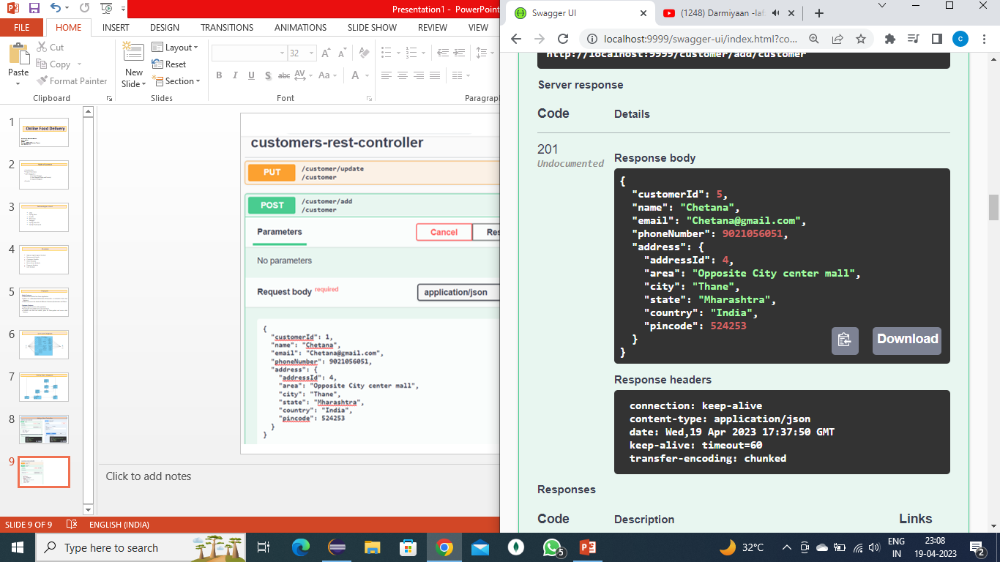 Presentation1 - PowerPoint
FILE
HOME
INSERT
DESIGN
TRANSITIONS
ANIMATIONS
SLIDE SHOW
REVIEW
VIEW
Paste
Cut
Copy
Format Painter
Clipboard
New
Slide
Layout
Reset
Section
Slides
32
B I U S abc AV Aa A
Font
Paragrap
1
Online Food Delivery
2
3
4
5
6
7
8
9
customers-rest-controller
PUT
/customer/update
/customer
POST
/customer/add
/customer
Parameters
Cancel
Res
No parameters
Request body required
application/json
{
"customerId": 1,
"name": "Chetana",
"email": "Chetana@gmail.com",
"phoneNumber": 9021056051,
"address": {
"addressId": 4,
"area": "Opposite City center mall",
"city": "Thane",
"state": "Mharashtra",
"country": "India",
"pincode": 524253
}
}
Click to add notes
SLIDE 9 OF 9
ENGLISH (INDIA)
Swagger UI
(1248) Darmiyaan -Iaf
localhost:9999/swagger-ui/index.html?co...
c
http://localhost:9999/customer/add/customer
Server response
Code
Details
201
Undocumented
Response body
{
"customerId": 5,
"name": "Chetana",
"email": "Chetana@gmail.com",
"phoneNumber": 9021056051,
"address": {
"addressId": 4,
"area": "Opposite City center mall",
"city": "Thane",
"state": "Mharashtra",
"country": "India",
"pincode": 524253
}
}
Download
Response headers
connection: keep-alive
content-type: application/json
date: Wed,19 Apr 2023 17:37:50 GMT
keep-alive: timeout=60
transfer-encoding: chunked
Responses
Code
Description
Links
Type here to search
5
32°C
ENG
IN
23:08
19-04-2023
2